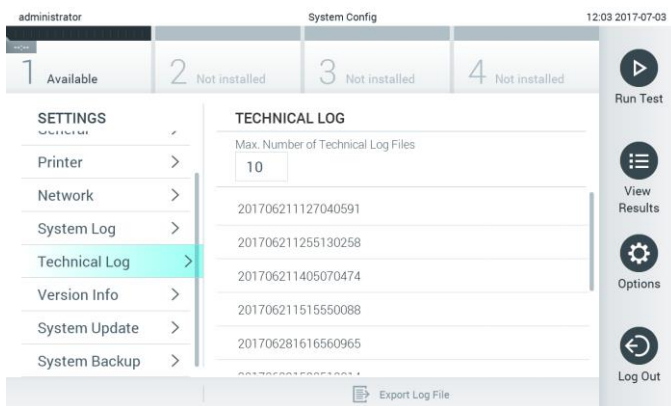 administrator System Config 12:03 2017-07-03
1 Available 2 Not installed 3 Not installed 4 Not installed
Run Test
SETTINGS
General
Printer
Network
System Log
Technical Log
Version Info
System Update
System Backup
TECHNICAL LOG
Max. Number of Technical Log Files
10
201706211127040591
201706211255130258
201706211405070474
201706211515550088
201706281616560965
Export Log File
View
Results
Options
Log Out